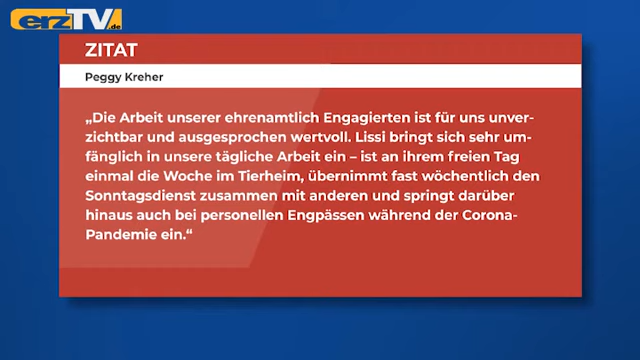 erzTV.de
ZITAT
Peggy Kreher
„Die Arbeit unserer ehrenamtlich Engagierten ist für uns unver-
zichtbar und ausgesprochen wertvoll. Lissi bringt sich sehr um-
fänglich in unsere tägliche Arbeit ein – ist an ihrem freien Tag
einmal die Woche im Tierheim, übernimmt fast wöchentlich den
Sonntagsdienst zusammen mit anderen und springt darüber
hinaus auch bei personellen Engpässen während der Corona-
Pandemie ein.“